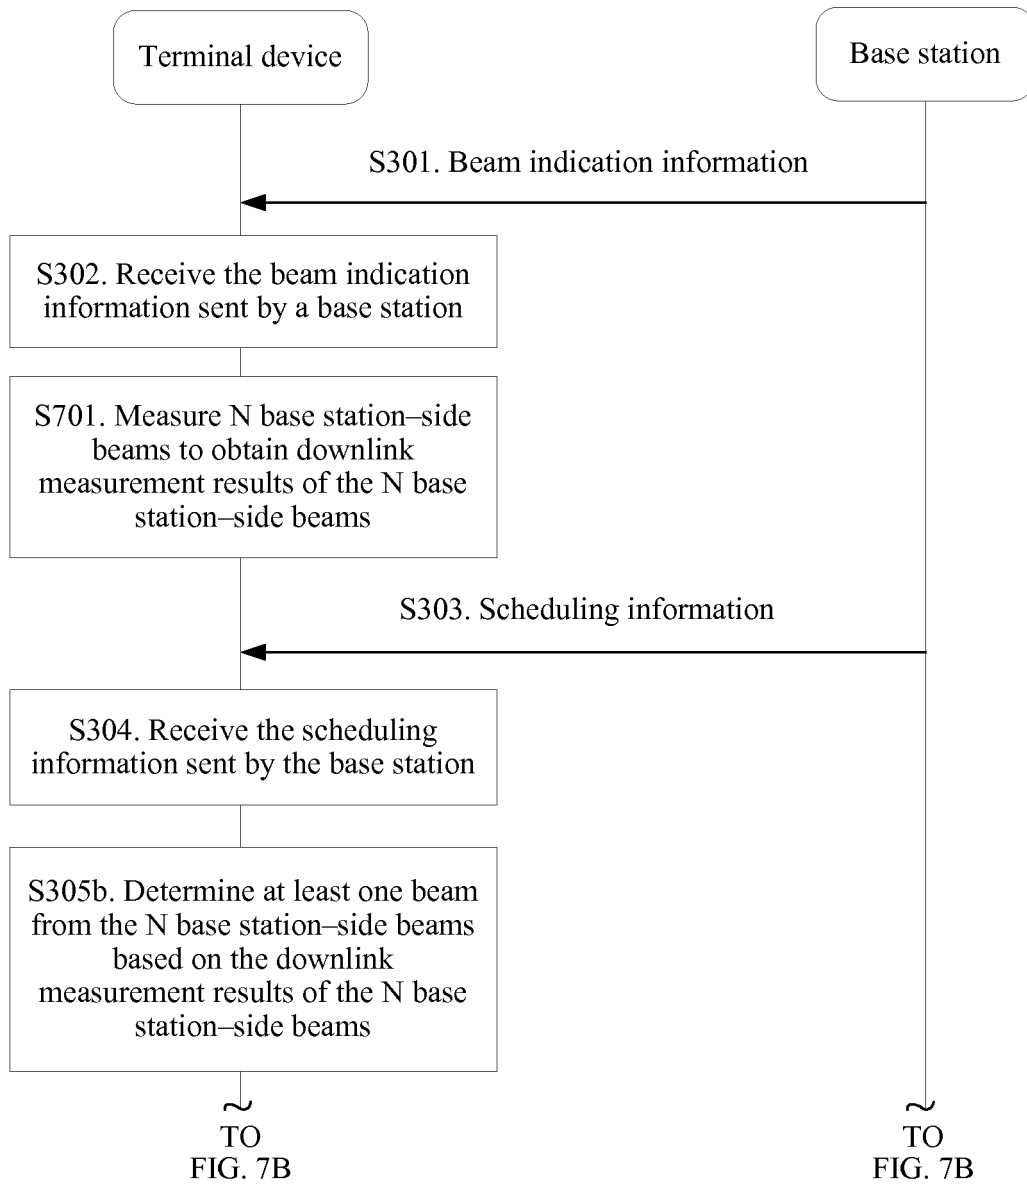 Terminal device
Base station
S301. Beam indication information
S302. Receive the beam indication
information sent by a base station
S701. Measure N base station–side
beams to obtain downlink
measurement results of the N base
station–side beams
S303. Scheduling information
S304. Receive the scheduling
information sent by the base station
S305b. Determine at least one beam
from the N base station–side beams
based on the downlink
measurement results of the N base
station–side beams
TO
FIG. 7B
TO
FIG. 7B